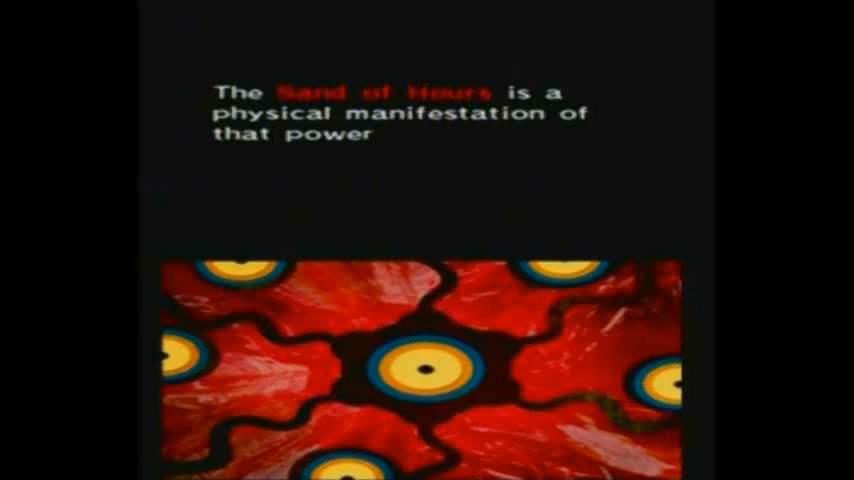 The Sand of Hours is a
physical manifestation of
that power